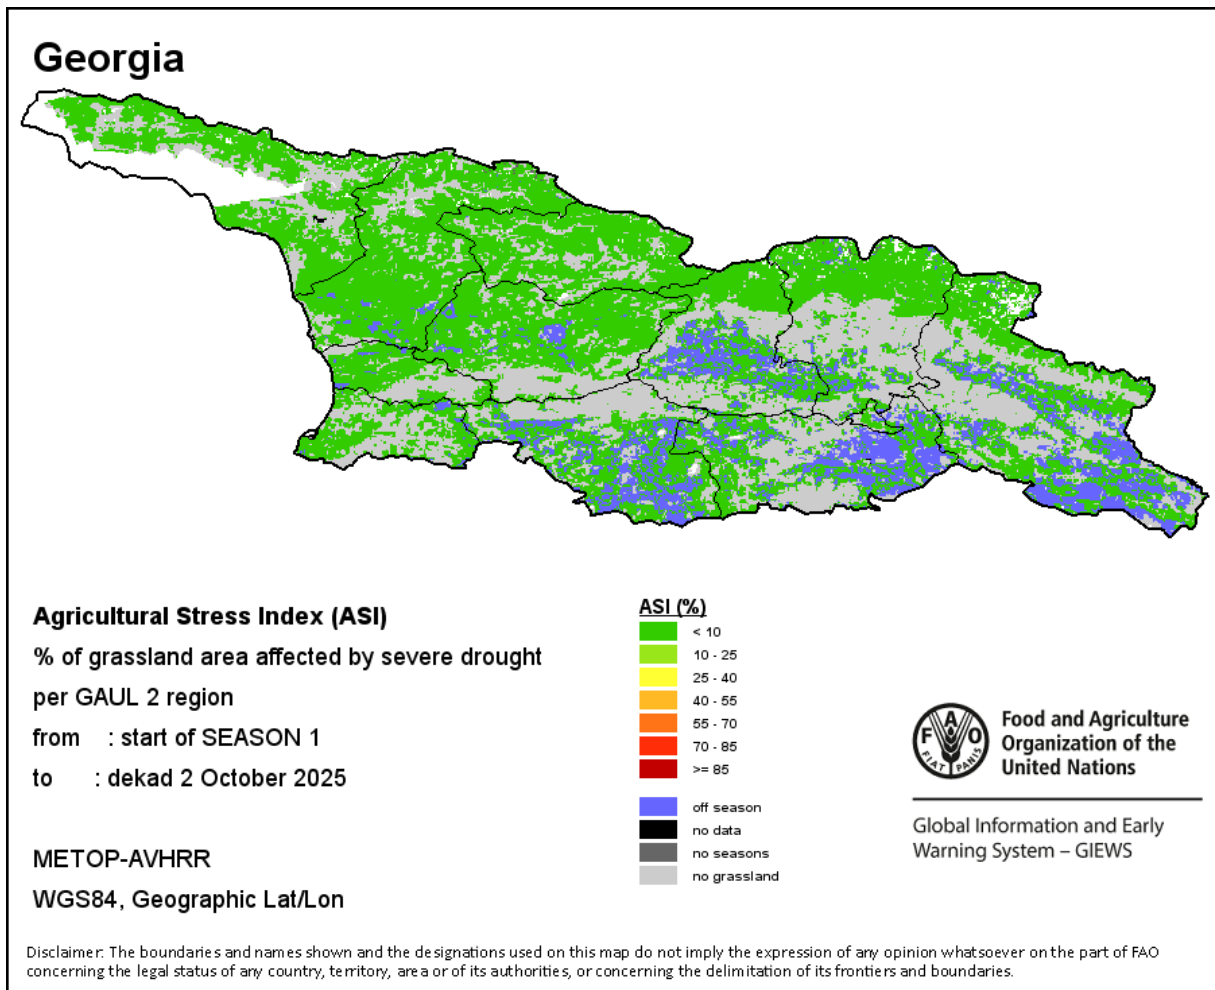 Georgia
Agricultural Stress Index (ASI)
% of grassland area affected by severe drought
per GAUL 2 region
from : start of SEASON 1
to : dekad 2 October 2025
METOP-AVHRR
WGS84, Geographic Lat/Lon
ASI (%)
< 10
10 - 25
25 - 40
40 - 55
55 - 70
70 - 85
>= 85
off season
no data
no seasons
no grassland
F A O
FIAT PANIS
Food and Agriculture
Organization of the
United Nations
Global Information and Early
Warning System – GIEWS
Disclaimer: The boundaries and names shown and the designations used on this map do not imply the expression of any opinion whatsoever on the part of FAO
concerning the legal status of any country, territory, area or of its authorities, or concerning the delimitation of its frontiers and boundaries.